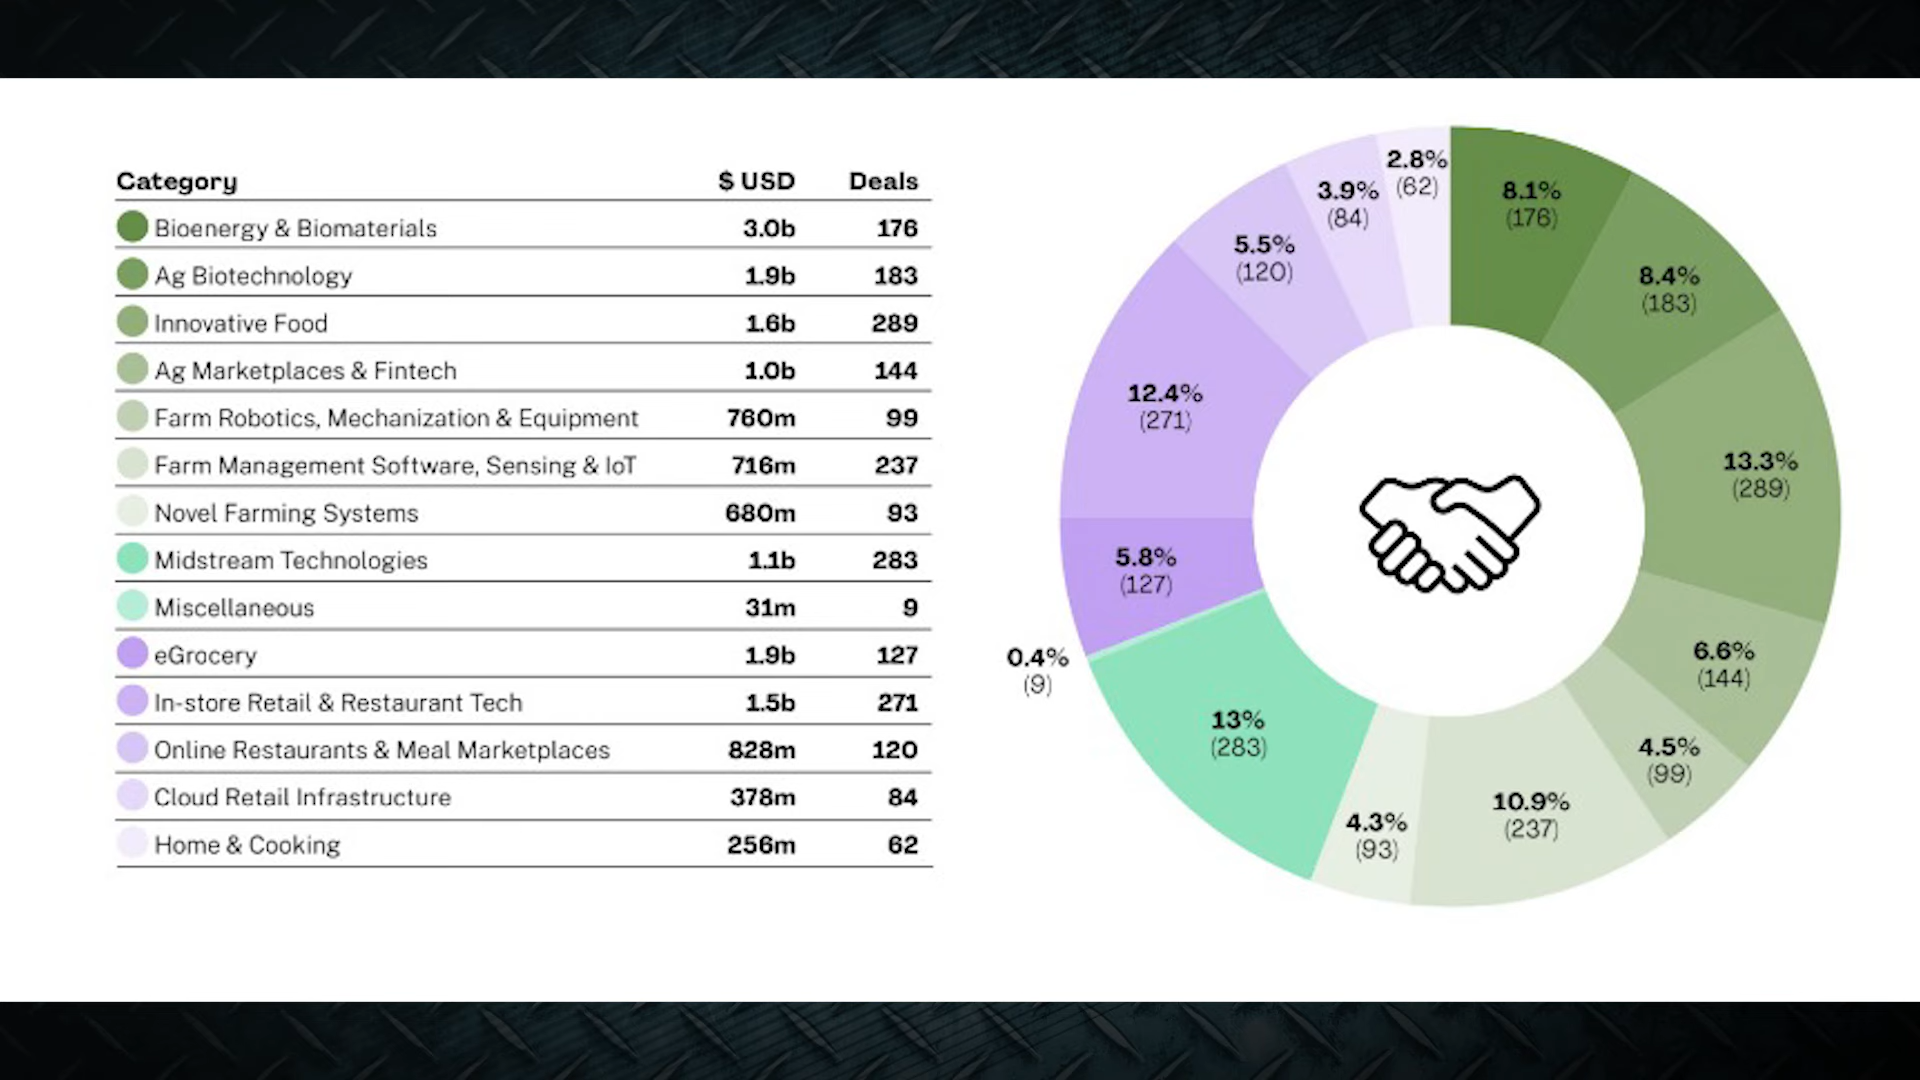 Category $ USD Deals
Bioenergy & Biomaterials 3.0b 176
Ag Biotechnology 1.9b 183
Innovative Food 1.6b 289
Ag Marketplaces & Fintech 1.0b 144
Farm Robotics, Mechanization & Equipment 760m 99
Farm Management Software, Sensing & IoT 716m 237
Novel Farming Systems 680m 93
Midstream Technologies 1.1b 283
Miscellaneous 31m 9
eGrocery 1.9b 127
In-store Retail & Restaurant Tech 1.5b 271
Online Restaurants & Meal Marketplaces 828m 120
Cloud Retail Infrastructure 378m 84
Home & Cooking 256m 62
8.1%
(176)
8.4%
(183)
13.3%
(289)
6.6%
(144)
4.5%
(99)
10.9%
(237)
4.3%
(93)
13%
(283)
0.4%
(9)
5.8%
(127)
12.4%
(271)
5.5%
(120)
3.9%
(84)
2.8%
(62)